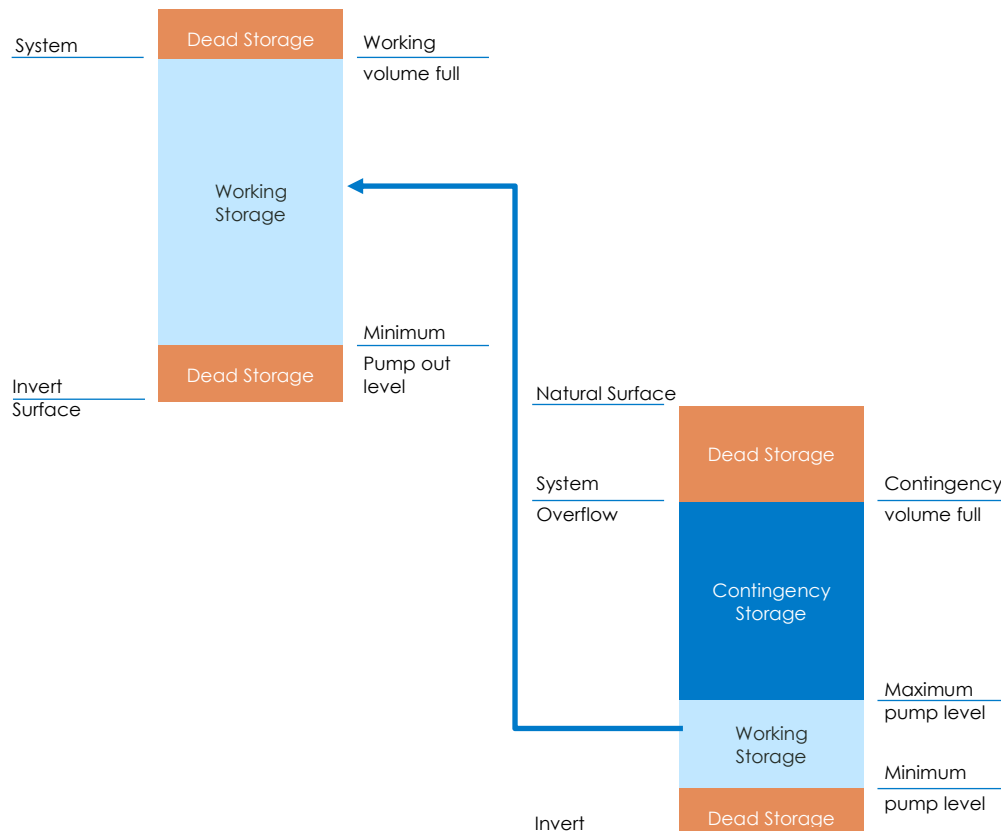 Dead Storage
System
Working
volume full
Working
Storage
Minimum
Pump out
level
Dead Storage
Invert
Surface
Natural Surface
Dead Storage
System
Overflow
Contingency
volume full
Contingency
Storage
Maximum
pump level
Working
Storage
Minimum
pump level
Dead Storage
Invert